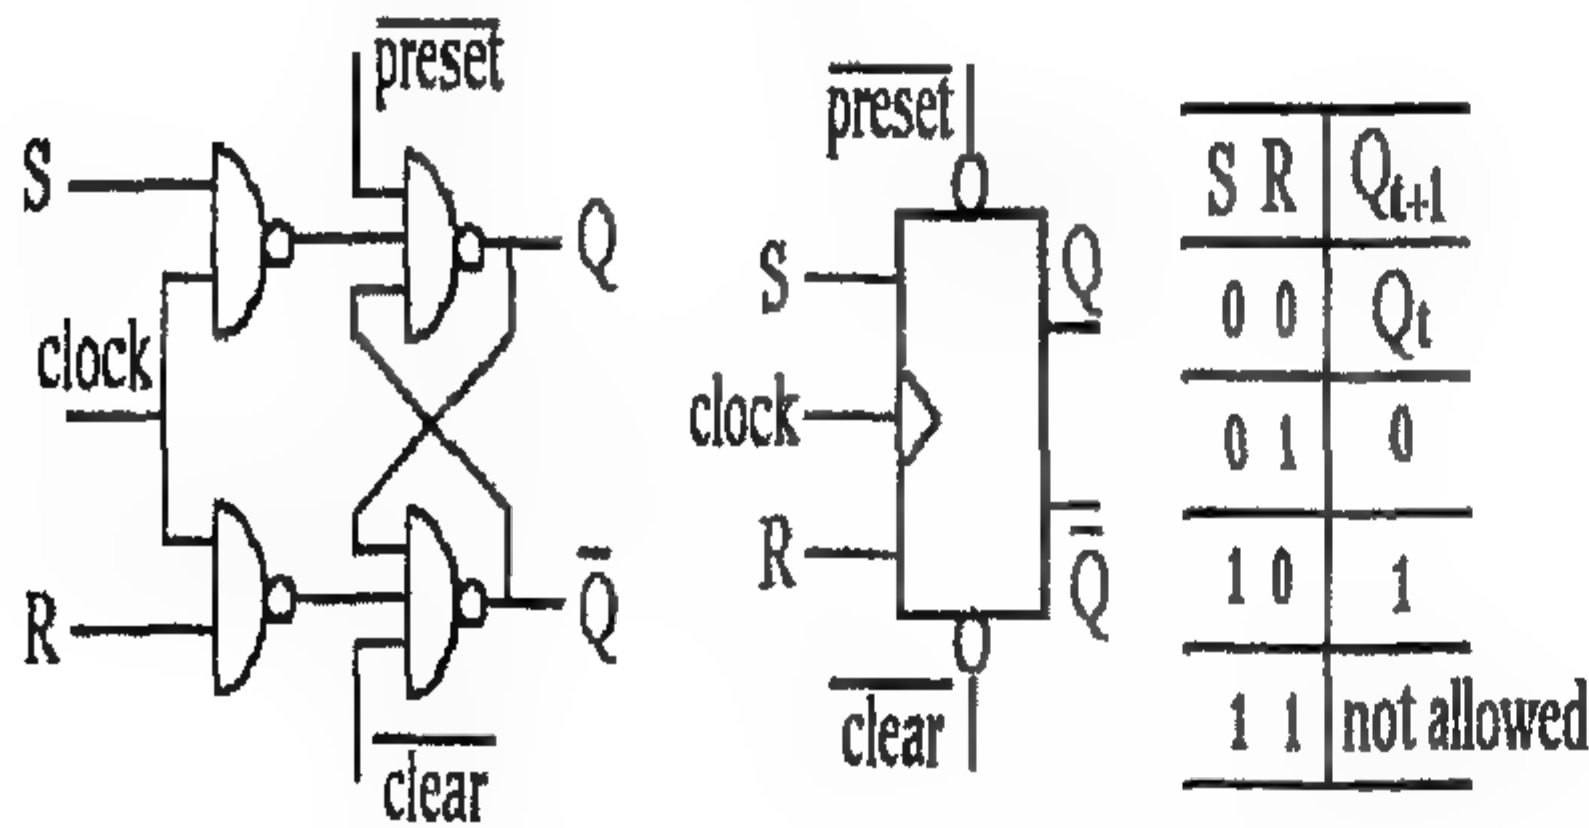 preset
S
Q
clock
R
Q̅
clear
preset
S
Q
clock
R
Q̅
clear
S R Qt+1
0 0 Qt
0 1 0
1 0 1
1 1 not allowed